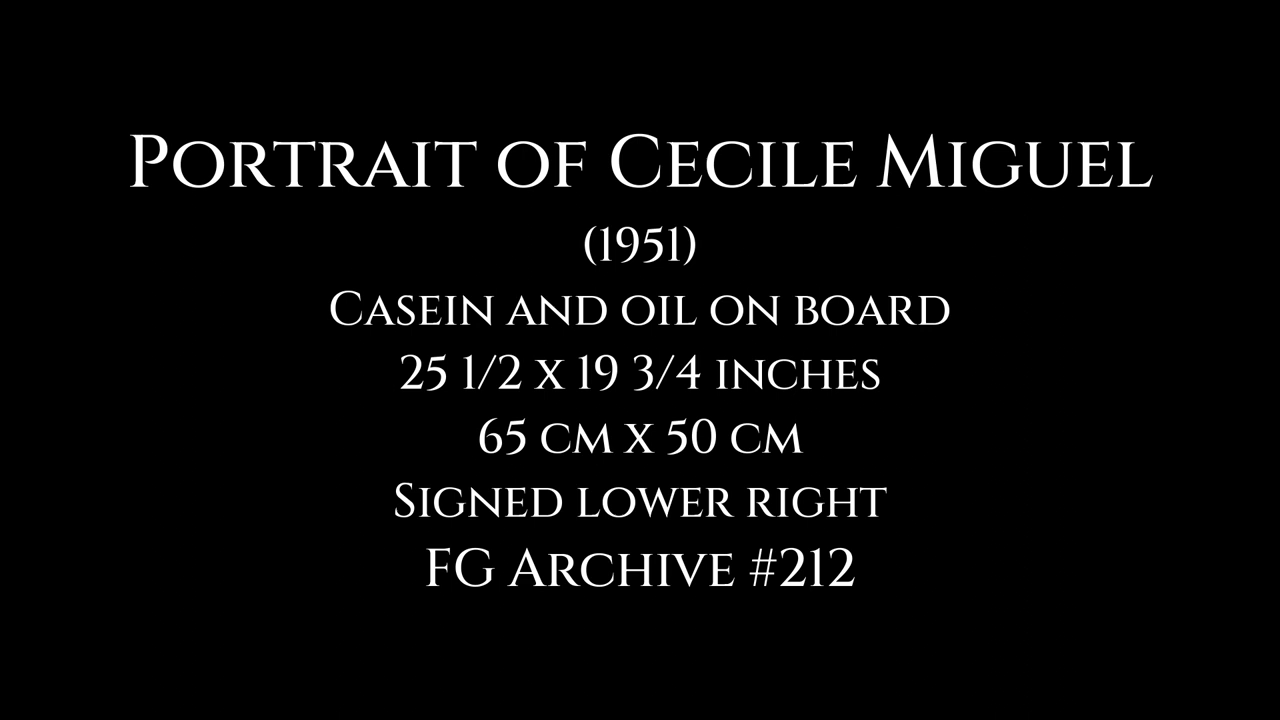 Portrait of Cecile Miguel
(1951)
Casein and oil on board
25 1/2 x 19 3/4 inches
65 cm x 50 cm
Signed lower right
FG Archive #212